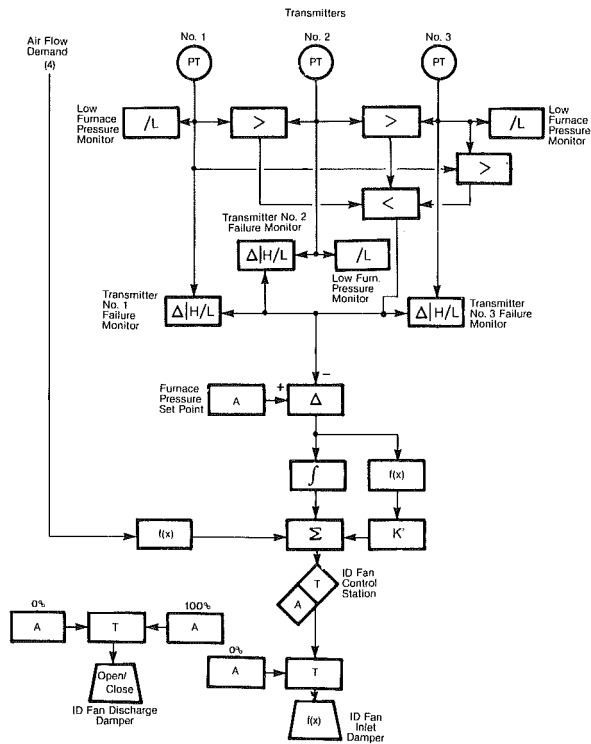 Transmitters
Air Flow
Demand
(4)
No. 1
No. 2
No. 3
PT
PT
PT
Low
Furnace
Pressure
Monitor
/L
>
>
/L
Low
Furnace
Pressure
Monitor
>
<
Transmitter No. 2
Failure Monitor
Δ|H/L
/L
Low Furn.
Pressure
Monitor
Transmitter
No. 1
Failure
Monitor
Δ|H/L
Δ|H/L
Transmitter
No. 3 Failure
Monitor
Furnace
Pressure
Set Point
A
+
−
Δ
∫
f(x)
f(x)
Σ
K'
T
A
ID Fan
Control
Station
0%
100%
A
T
A
Open/
Close
ID Fan Discharge
Damper
0%
A
T
f(x)
ID Fan
Inlet
Damper